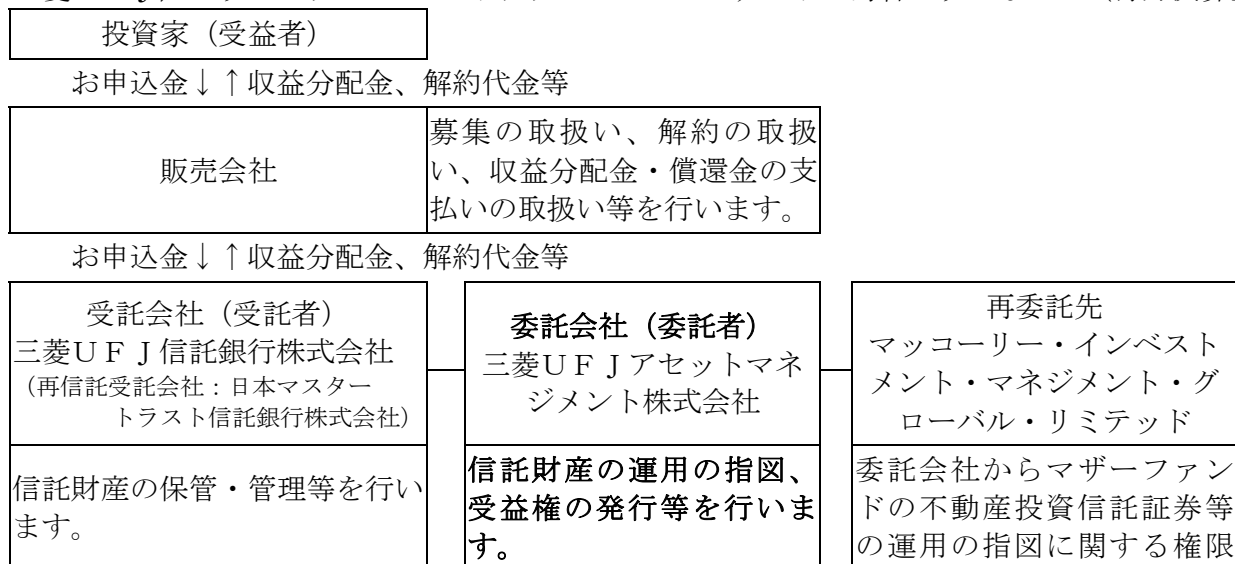 投資家（受益者）
お申込金↓↑収益分配金、解約代金等
販売会社
募集の取扱い、解約の取扱
い、収益分配金・償還金の支
払いの取扱い等を行います。
お申込金↓↑収益分配金、解約代金等
受託会社（受託者）
三菱ＵＦＪ信託銀行株式会社
（再信託受託会社：日本マスター
トラスト信託銀行株式会社）
委託会社（委託者）
三菱ＵＦＪアセットマネ
ジメント株式会社
再委託先
マッコーリー・インベスト
メント・マネジメント・グ
ローバル・リミテッド
信託財産の保管・管理等を行い
ます。
信託財産の運用の指図、
受益権の発行等を行いま
す。
委託会社からマザーファン
ドの不動産投資信託証券等
の運用の指図に関する権限